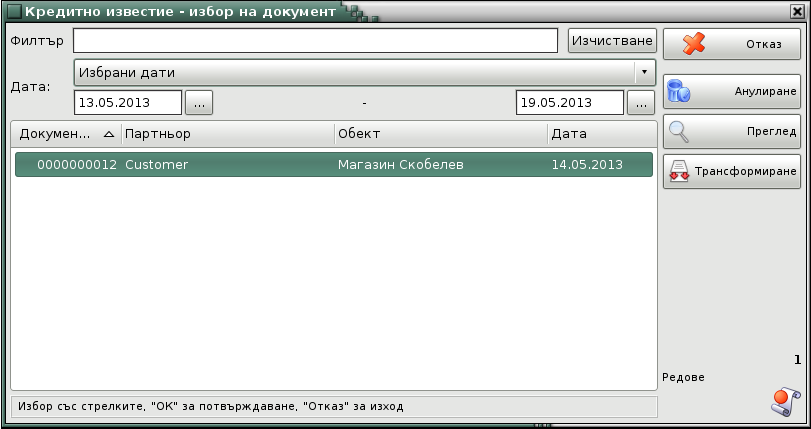 Кредитно известие - избор на документ
Филтър
Изчистване
Отказ
Дата:
Избрани дати
13.05.2013 ... - 19.05.2013 ...
Анулиране
Докумен... Партньор Обект Дата
Преглед
0000000012 Customer Магазин Скобелев 14.05.2013
Трансформиране
1
Редове
Избор със стрелките, "ОК" за потвърждаване, "Отказ" за изход